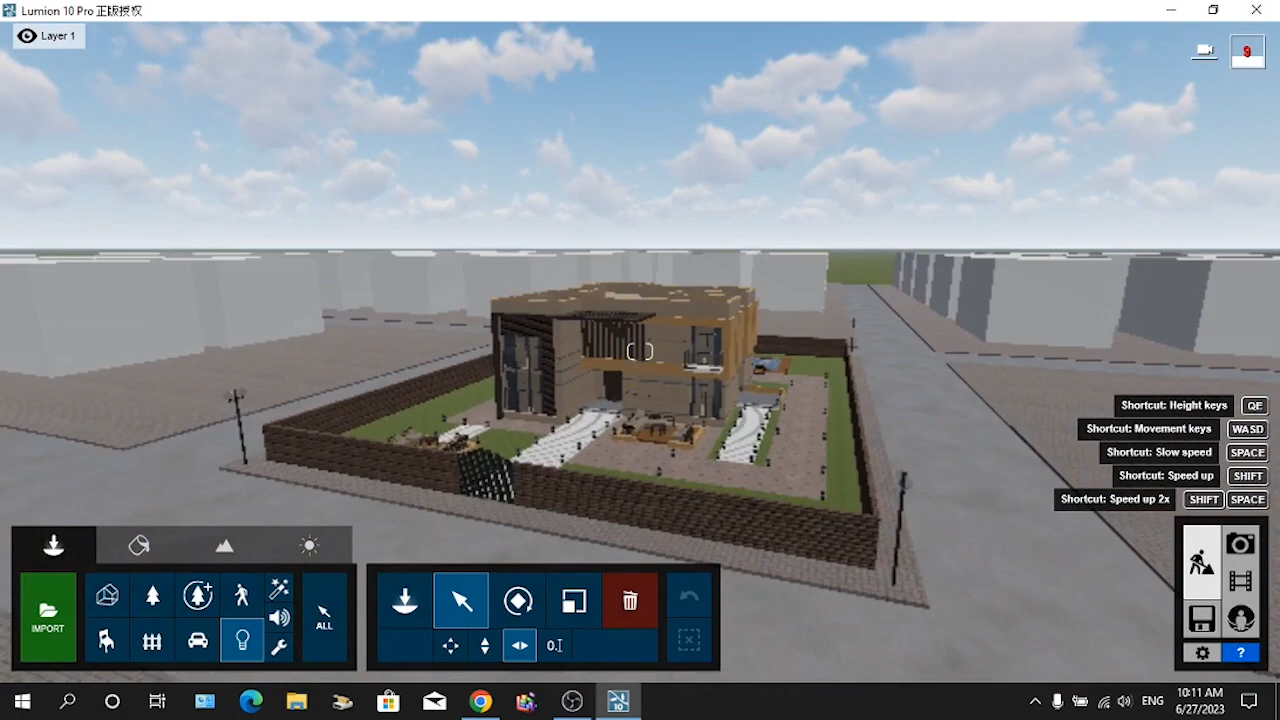 Lumion 10 Pro 正版授权
Layer 1
9
Shortcut: Height keys QE
Shortcut: Movement keys WASD
Shortcut: Slow speed SPACE
Shortcut: Speed up SHIFT
Shortcut: Speed up 2x SHIFT SPACE
IMPORT
ALL
?
10
ENG
10:11 AM
6/27/2023